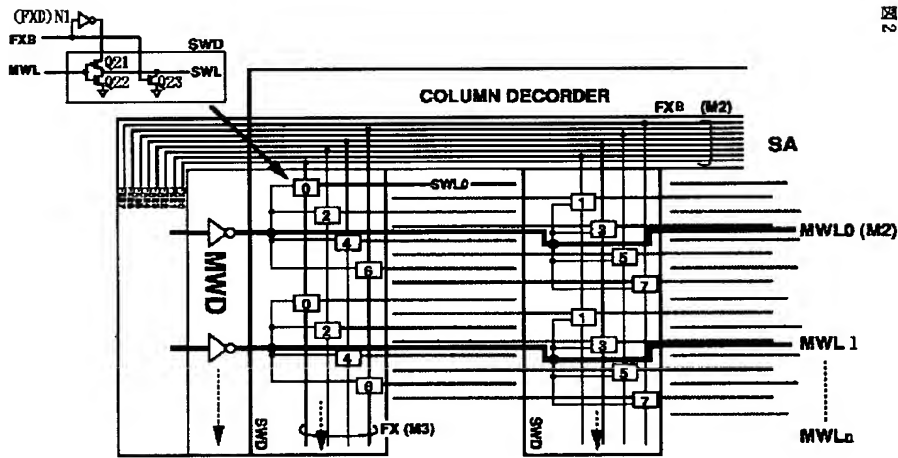 図2
(FXD)N1
FXB
SWD
MWL
Q21
Q22
Q23
SWL
COLUMN DECORDER
FXB (M2)
SA
0
SWL0
1
2
3
MWL0 (M2)
4
5
6
7
MWD
0
1
2
3
MWL1
4
5
6
7
SWD
FX (M3)
SWD
MWLn